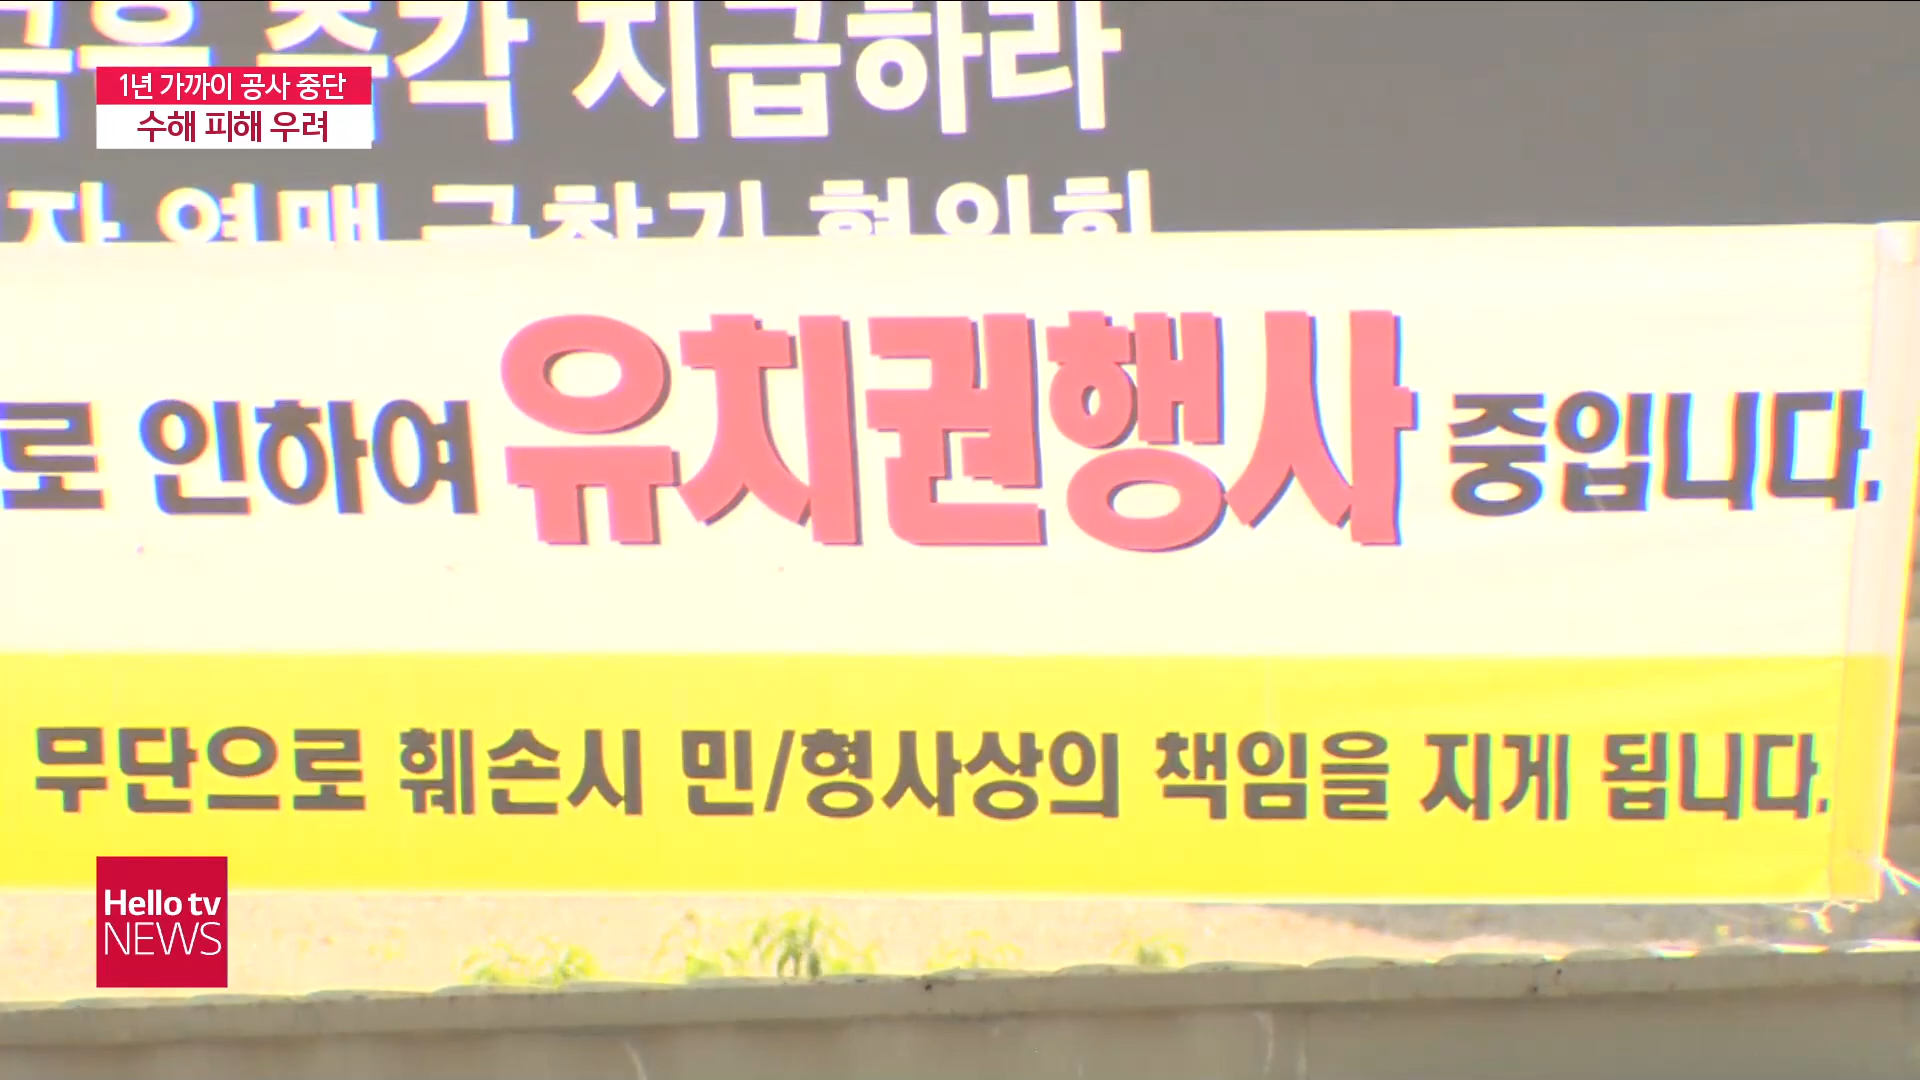 즉각 지급하라
1년 가까이 공사 중단
수해 피해 우려
로 인하여 유치권행사 중입니다.
무단으로 훼손시 민/형사상의 책임을 지게 됩니다.
Hello tv
NEWS